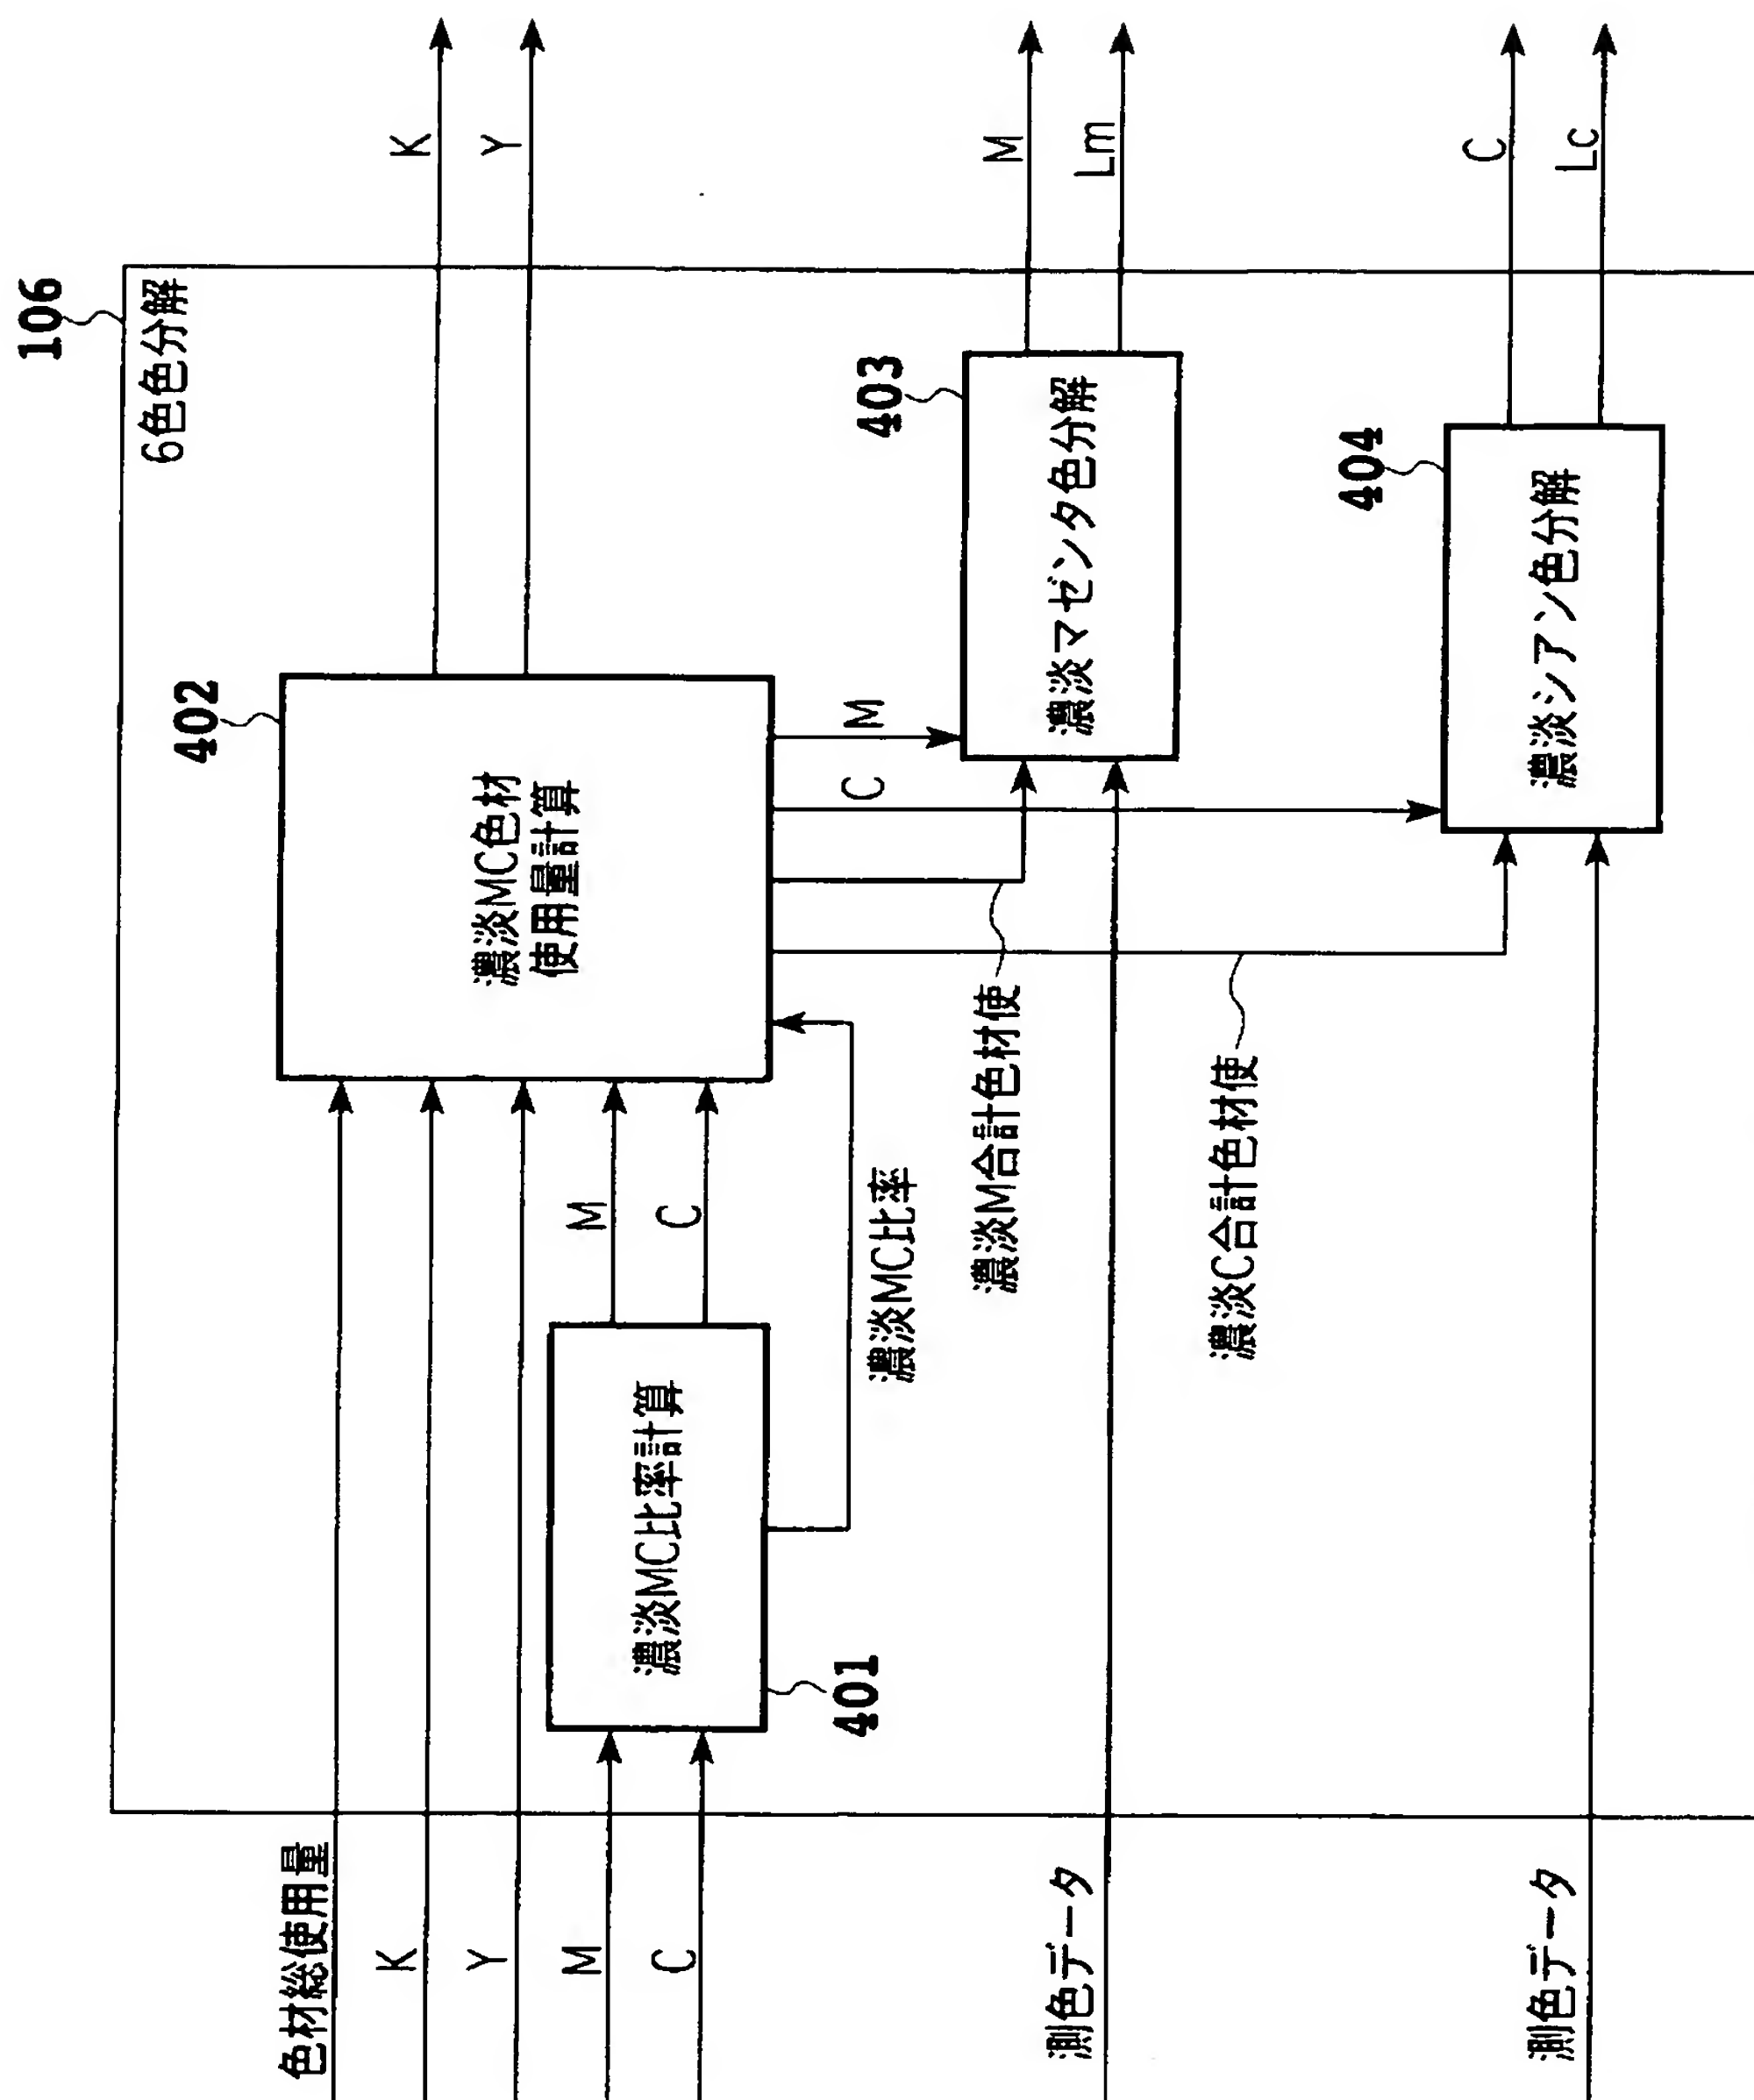 106
6色色分解
色材総使用量
K
Y
M
C
測色データ
測色データ
濃淡MC比率計算
401
M
C
濃淡MC比率
402
濃淡MC色材
使用量計算
M
C
濃淡M合計色材使
濃淡C合計色材使
403
濃淡マゼンタ色分解
404
濃淡シアン色分解
K
Y
M
Lm
C
Lc